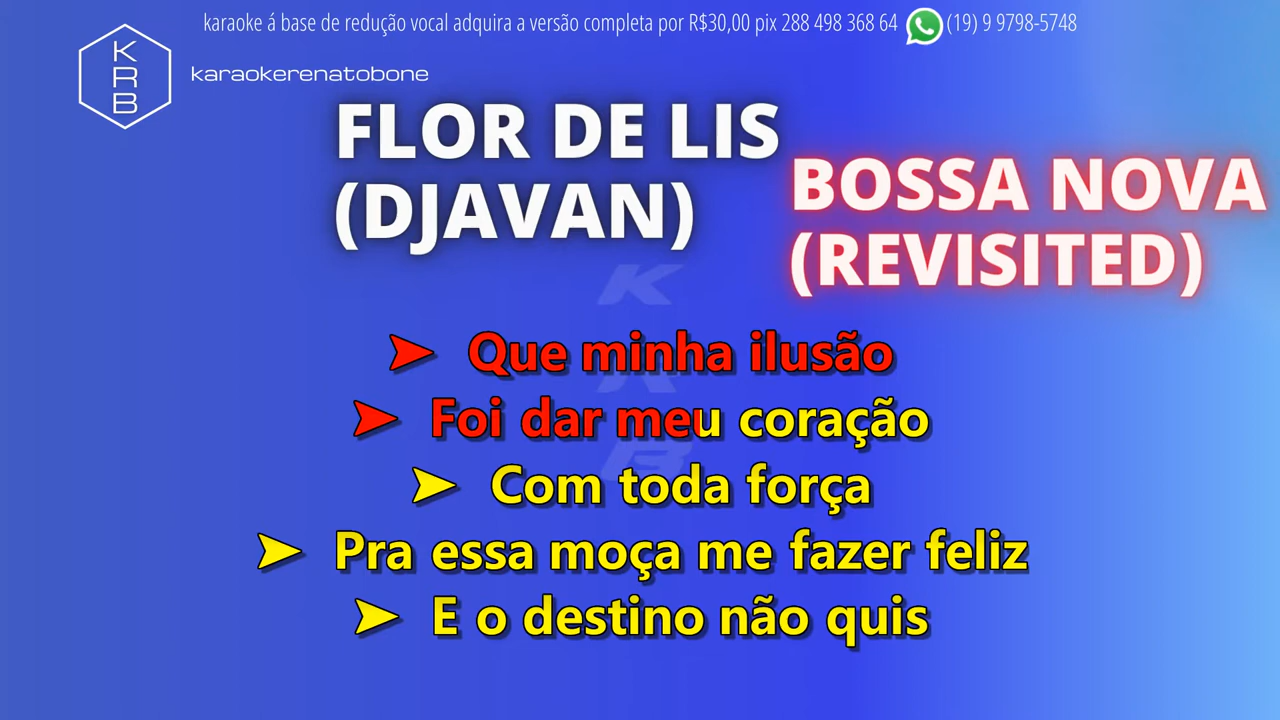 karaoke á base de redução vocal adquira a versão completa por R$30,00 pix 288 498 368 64 (19) 9 9798-5748
K
R
B
karaokerenatobone
FLOR DE LIS
(DJAVAN)
BOSSA NOVA
(REVISITED)
K
R
B
➤ Que minha ilusão
➤ Foi dar meu coração
➤ Com toda força
➤ Pra essa moça me fazer feliz
➤ E o destino não quis